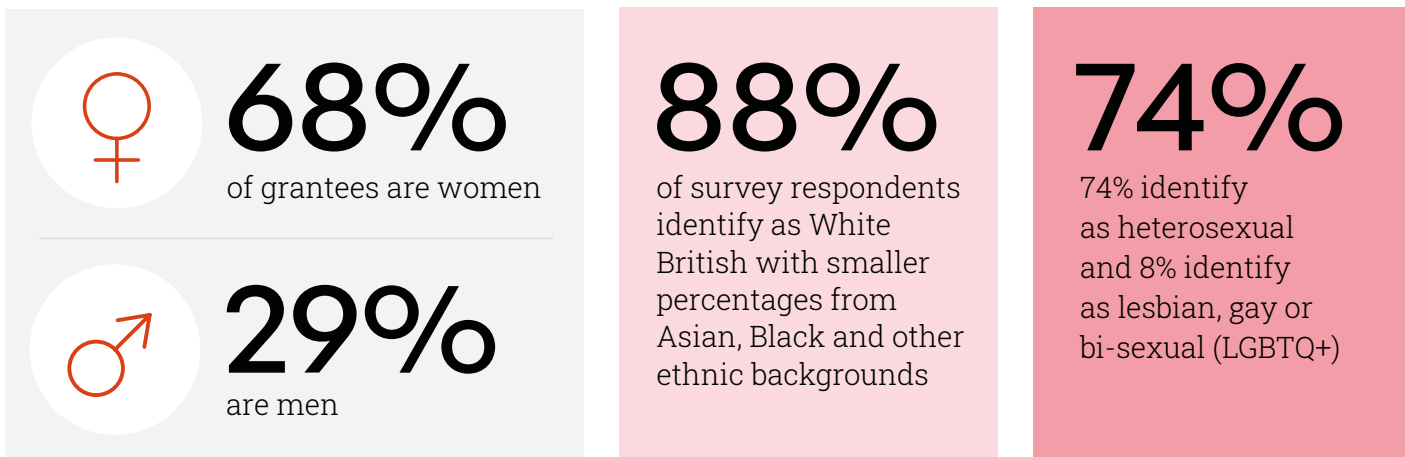 68%
of grantees are women
29%
are men
88%
of survey respondents
identify as White
British with smaller
percentages from
Asian, Black and other
ethnic backgrounds
74%
74% identify
as heterosexual
and 8% identify
as lesbian, gay or
bi-sexual (LGBTQ+)